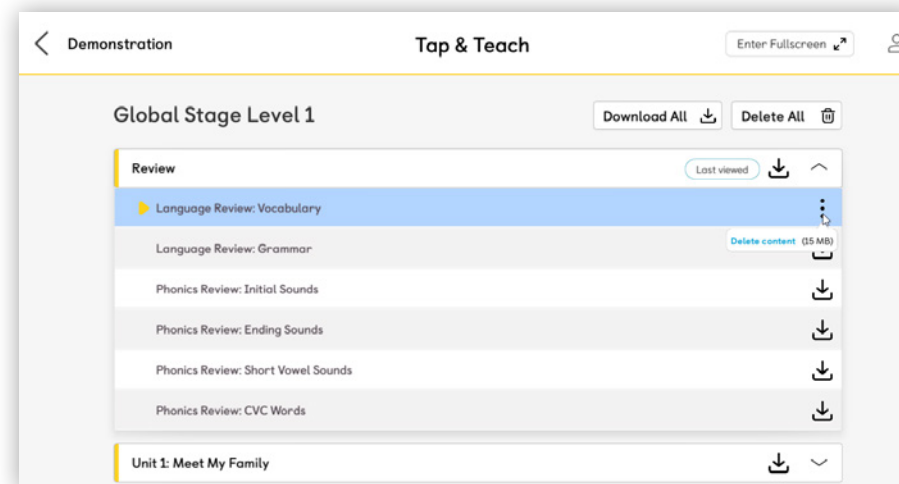 Demonstration
Tap & Teach
Enter Fullscreen
Global Stage Level 1
Download All
Delete All
Review
Last viewed
Language Review: Vocabulary
Delete content (15 MB)
Language Review: Grammar
Phonics Review: Initial Sounds
Phonics Review: Ending Sounds
Phonics Review: Short Vowel Sounds
Phonics Review: CVC Words
Unit 1: Meet My Family